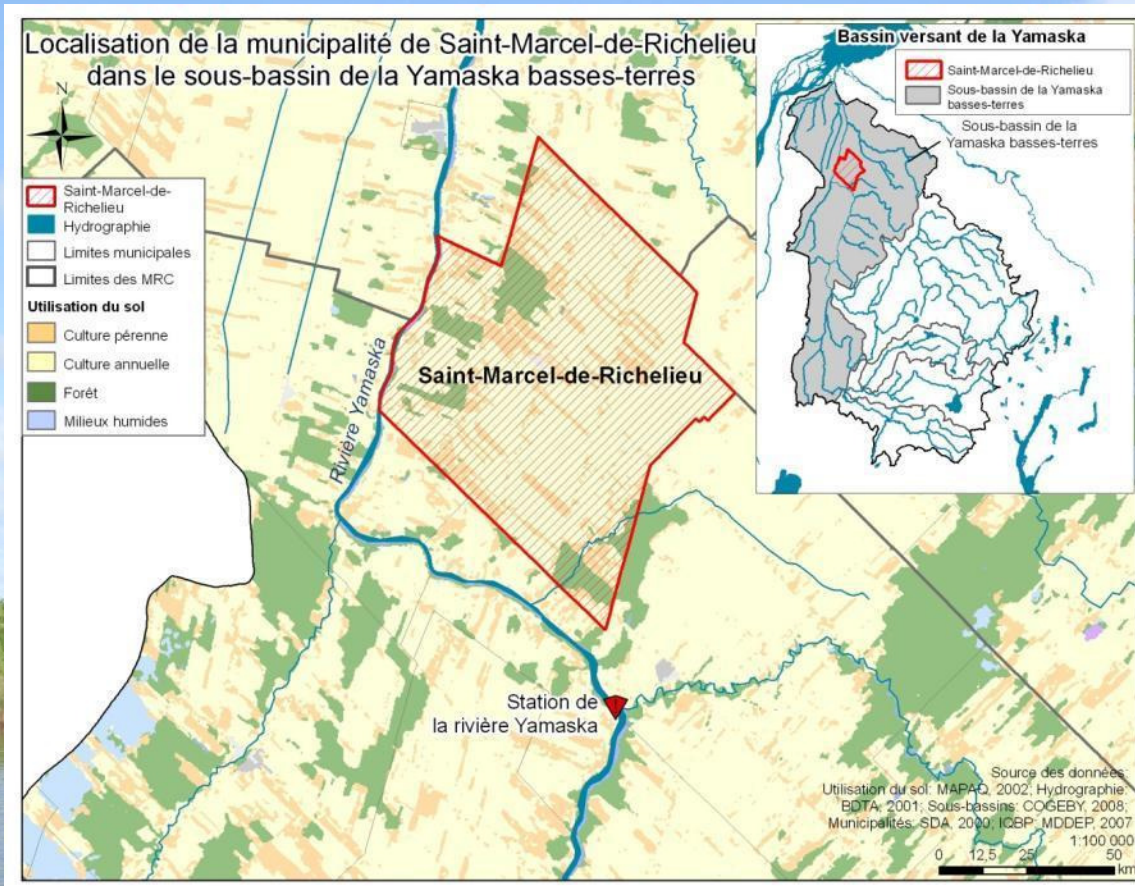 Localisation de la municipalité de Saint-Marcel-de-Richelieu
dans le sous-bassin de la Yamaska basses-terres
N
Saint-Marcel-de-
Richelieu
Hydrographie
Limites municipales
Limites des MRC
Utilisation du sol
Culture pérenne
Culture annuelle
Forêt
Milieux humides
Bassin versant de la Yamaska
Saint-Marcel-de-Richelieu
Sous-bassin de la Yamaska
basses-terres
Sous-bassin de la
Yamaska basses-terres
Rivière Yamaska
Saint-Marcel-de-Richelieu
Station de
la rivière Yamaska
Source des données:
Utilisation du sol: MAPAQ, 2002; Hydrographie:
BDTA, 2001; Sous-bassins: COGEBY, 2008;
Municipalités: SDA, 2000; IQBP: MDDEP, 2007
1:100 000
0 12,5 25 50
km